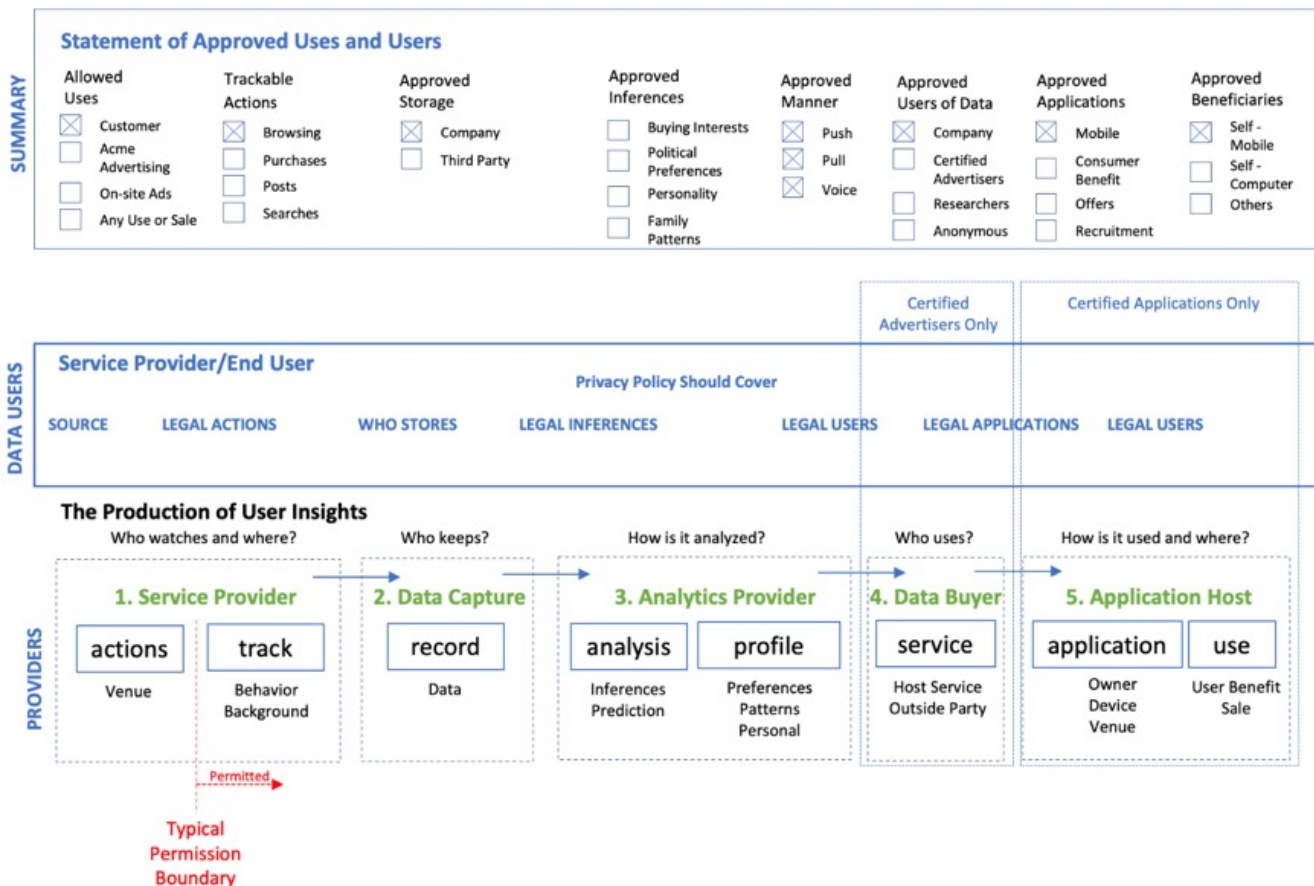 SUMMARY
Statement of Approved Uses and Users
Allowed
Uses
Customer
Acme
Advertising
On-site Ads
Any Use or Sale
Trackable
Actions
Browsing
Purchases
Posts
Searches
Approved
Storage
Company
Third Party
Approved
Inferences
Buying Interests
Political
Preferences
Personality
Family
Patterns
Approved
Manner
Push
Pull
Voice
Approved
Users of Data
Company
Certified
Advertisers
Researchers
Anonymous
Approved
Applications
Mobile
Consumer
Benefit
Offers
Recruitment
Approved
Beneficiaries
Self -
Mobile
Self -
Computer
Others
Certified
Advertisers Only
Certified Applications Only
DATA USERS
Service Provider/End User
Privacy Policy Should Cover
SOURCE
LEGAL ACTIONS
WHO STORES
LEGAL INFERENCES
LEGAL USERS
LEGAL APPLICATIONS
LEGAL USERS
PROVIDERS
The Production of User Insights
Who watches and where?
1. Service Provider
actions
Venue
track
Behavior
Background
Who keeps?
2. Data Capture
record
Data
How is it analyzed?
3. Analytics Provider
analysis
Inferences
Prediction
profile
Preferences
Patterns
Personal
Who uses?
4. Data Buyer
service
Host Service
Outside Party
How is it used and where?
5. Application Host
application
Owner
Device
Venue
use
User Benefit
Sale
Permitted
Typical
Permission
Boundary